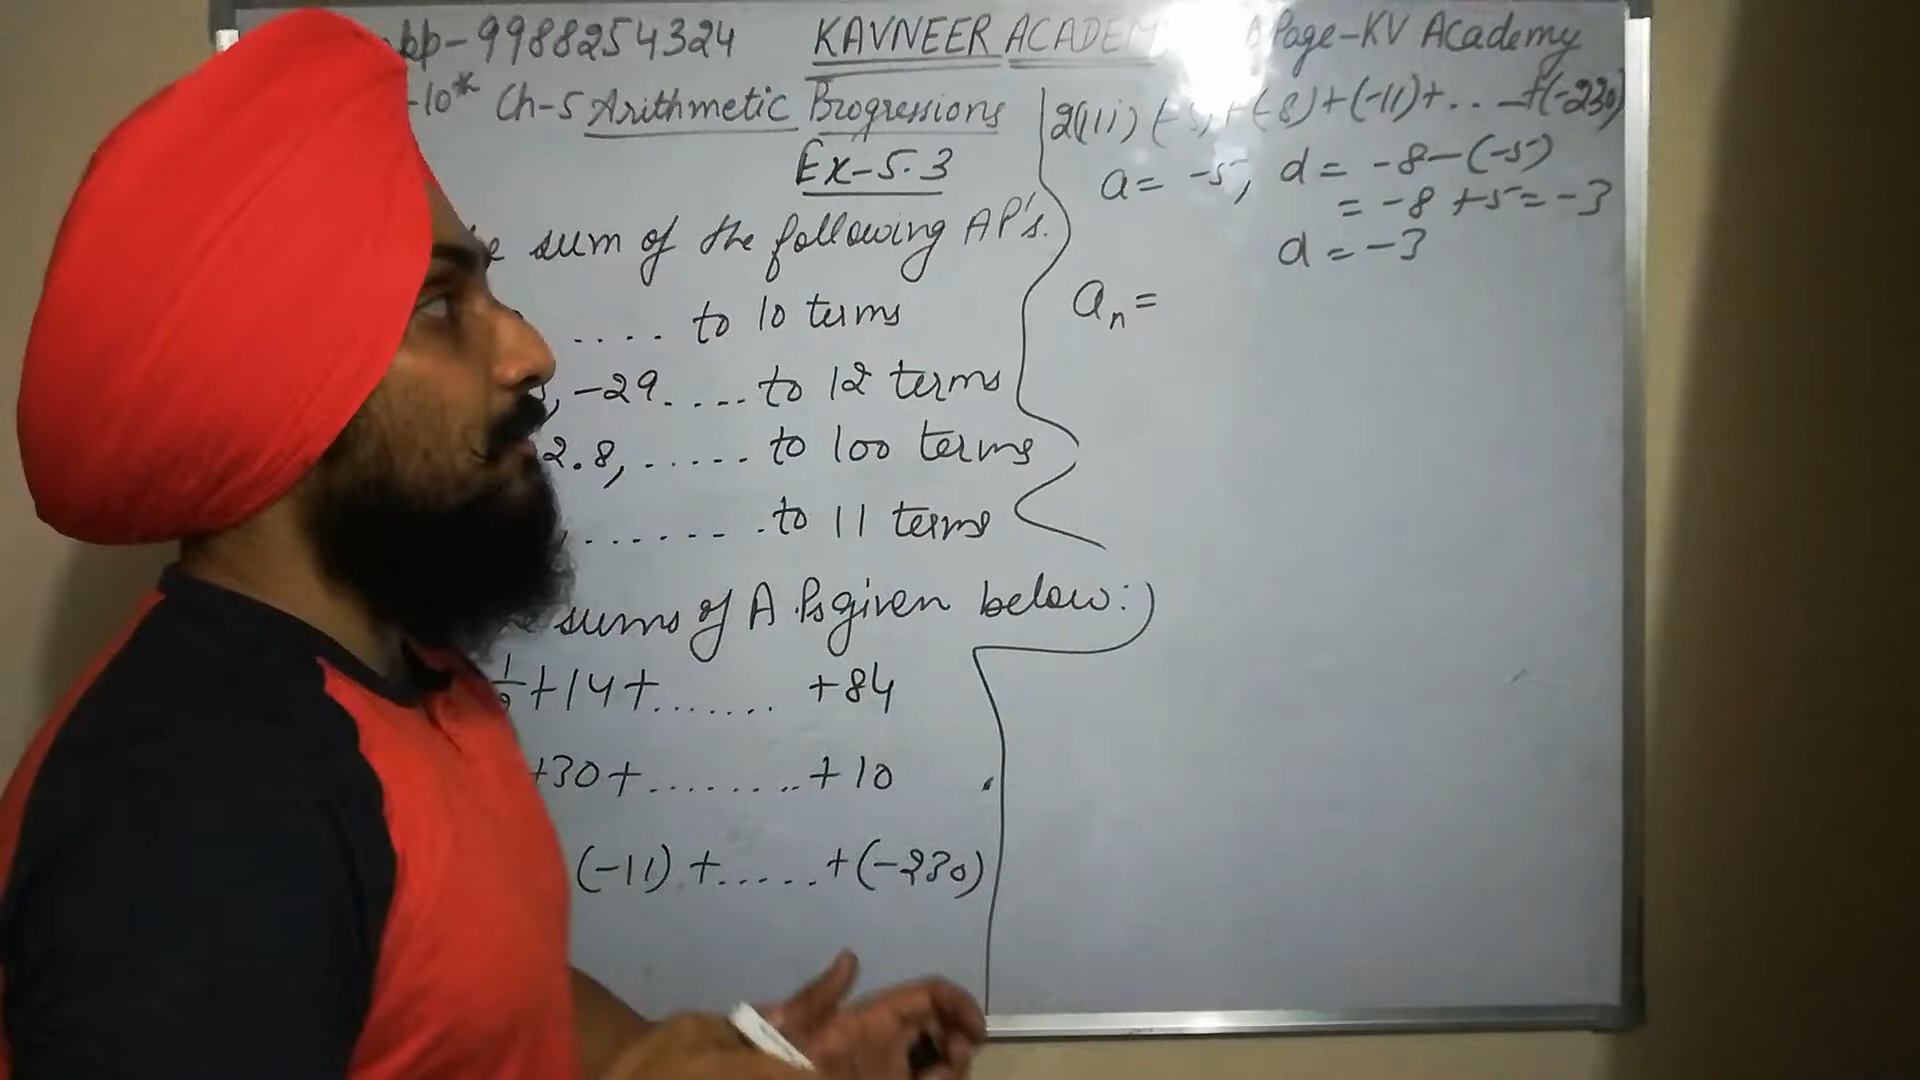 bp-9988254324 KAVNEER ACADEM Page-KV Academy
-10* Ch-5 Arithmetic Progressions
Ex-5.3
sum of the following AP's.
.... to 10 terms
, -29. ... to 12 terms
2.8, ..... to 100 terms
, ...... . to 11 terms
sums of A Ps given below:
+14+....... +84
+30+........ +10
(-11) +..... +(-230)
2(iii) (-5)+(-8)+(-11)+.. -+(-230)
a = -5, d = -8-(-5)
= -8 +5 = -3
d = -3
an =